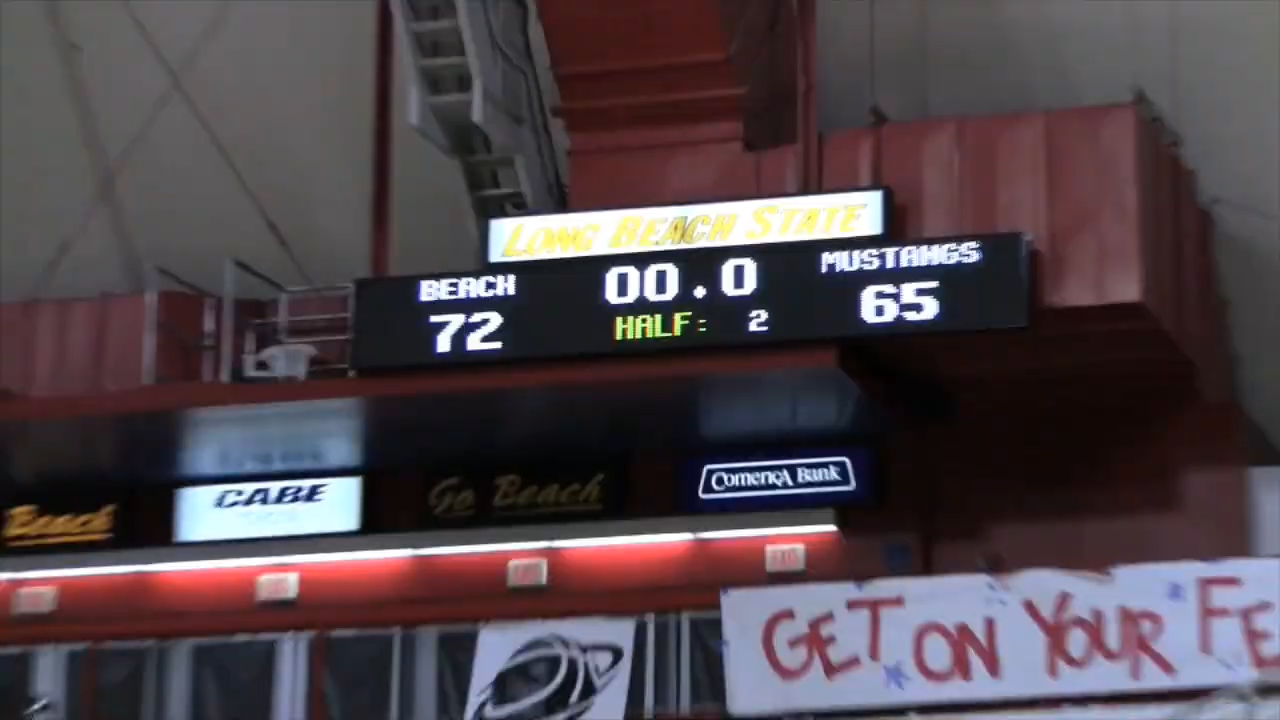 LONG BEACH STATE
BEACH 00.0 MUSTANGS
72 HALF: 2 65
Beach CABE Go Beach ComericA Bank
GET ON YOUR FE